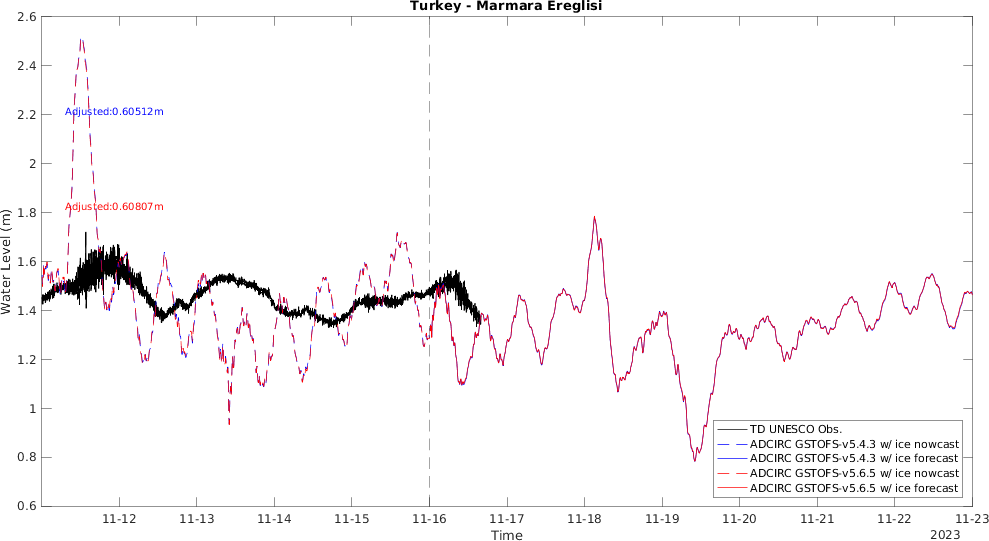 Turkey - Marmara Ereglisi
2.6
2.4
2.2
2
1.8
1.6
1.4
1.2
1
0.8
0.6
Water Level (m)
Adjusted:0.60512m
Adjusted:0.60807m
TD UNESCO Obs.
ADCIRC GSTOFS-v5.4.3 w/ ice nowcast
ADCIRC GSTOFS-v5.4.3 w/ ice forecast
ADCIRC GSTOFS-v5.6.5 w/ ice nowcast
ADCIRC GSTOFS-v5.6.5 w/ ice forecast
11-12 11-13 11-14 11-15 11-16 11-17 11-18 11-19 11-20 11-21 11-22 11-23
Time
2023